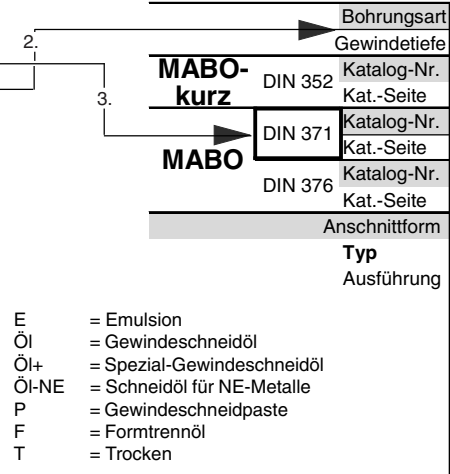 Bohrungsart
2.
Gewindetiefe
MABO-
kurz
DIN 352
Katalog-Nr.
Kat.-Seite
3.
MABO
DIN 371
Katalog-Nr.
Kat.-Seite
DIN 376
Katalog-Nr.
Kat.-Seite
Anschnittform
Typ
Ausführung
E = Emulsion
Öl = Gewindeschneidöl
Öl+ = Spezial-Gewindeschneidöl
Öl-NE = Schneidöl für NE-Metalle
P = Gewindeschneidpaste
F = Formtrennöl
T = Trocken